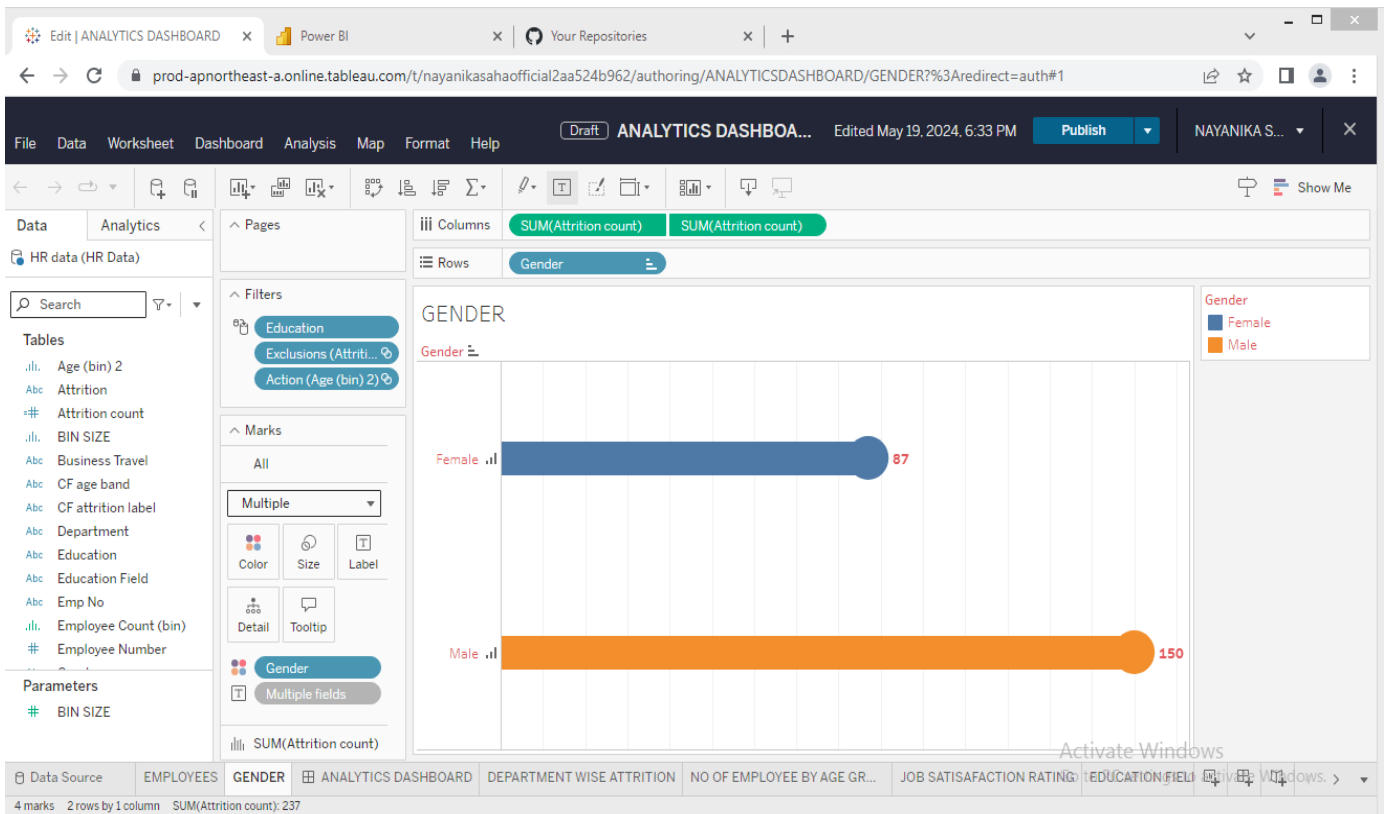 Edit | ANALYTICS DASHBOARD
Power BI
Your Repositories
prod-apnortheast-a.online.tableau.com/t/nayanikasahaofficial2aa524b962/authoring/ANALYTICSDASHBOARD/GENDER?%3Aredirect=auth#1
File Data Worksheet Dashboard Analysis Map Format Help
Draft ANALYTICS DASHBOA... Edited May 19, 2024, 6:33 PM Publish NAYANIKA S...
Show Me
Data Analytics
HR data (HR Data)
Search
Tables
Age (bin) 2
Abc Attrition
=# Attrition count
BIN SIZE
Abc Business Travel
Abc CF age band
Abc CF attrition label
Abc Department
Abc Education
Abc Education Field
Abc Emp No
Employee Count (bin)
# Employee Number
Parameters
# BIN SIZE
Pages
Filters
Education
Exclusions (Attriti...
Action (Age (bin) 2)
Marks
All
Multiple
Color Size Label
Detail Tooltip
Gender
Multiple fields
SUM(Attrition count)
Columns SUM(Attrition count) SUM(Attrition count)
Rows Gender
GENDER
Gender
Female 87
Male 150
Gender
Female
Male
Activate Windows
Data Source EMPLOYEES GENDER ANALYTICS DASHBOARD DEPARTMENT WISE ATTRITION NO OF EMPLOYEE BY AGE GR... JOB SATISAFACTION RATING EDUCATION FIELD
4 marks 2 rows by 1 column SUM(Attrition count): 237